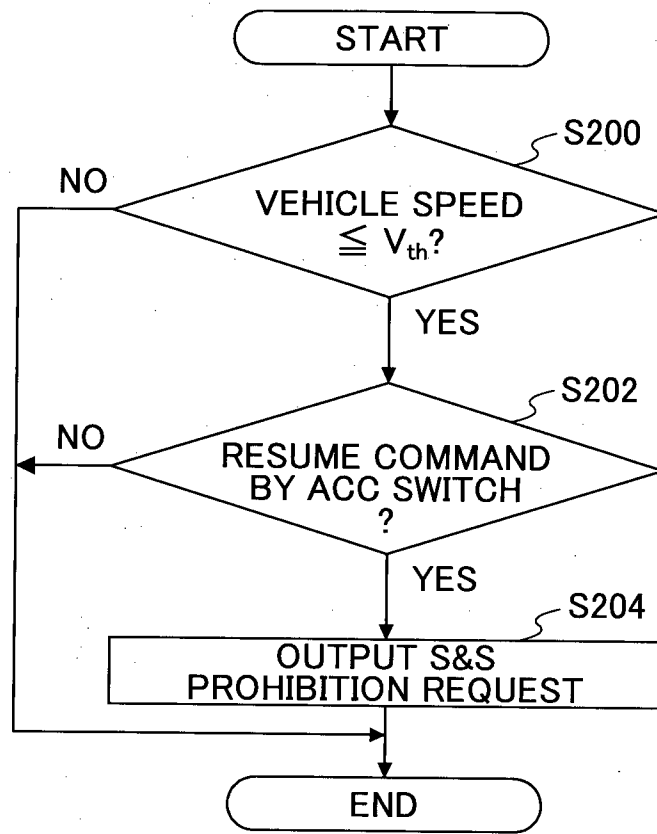 START
S200
NO
VEHICLE SPEED
≦ Vth?
YES
S202
NO
RESUME COMMAND
BY ACC SWITCH
?
YES
S204
OUTPUT S&S
PROHIBITION REQUEST
END